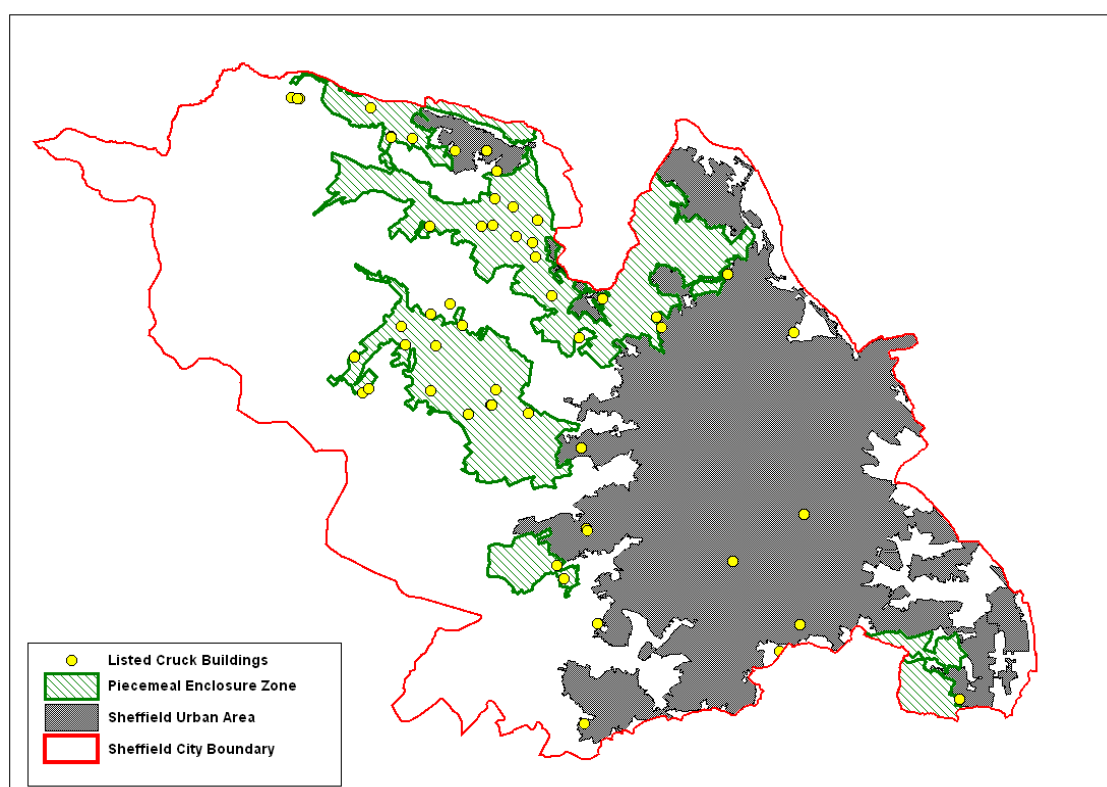 Listed Cruck Buildings
Piecemeal Enclosure Zone
Sheffield Urban Area
Sheffield City Boundary